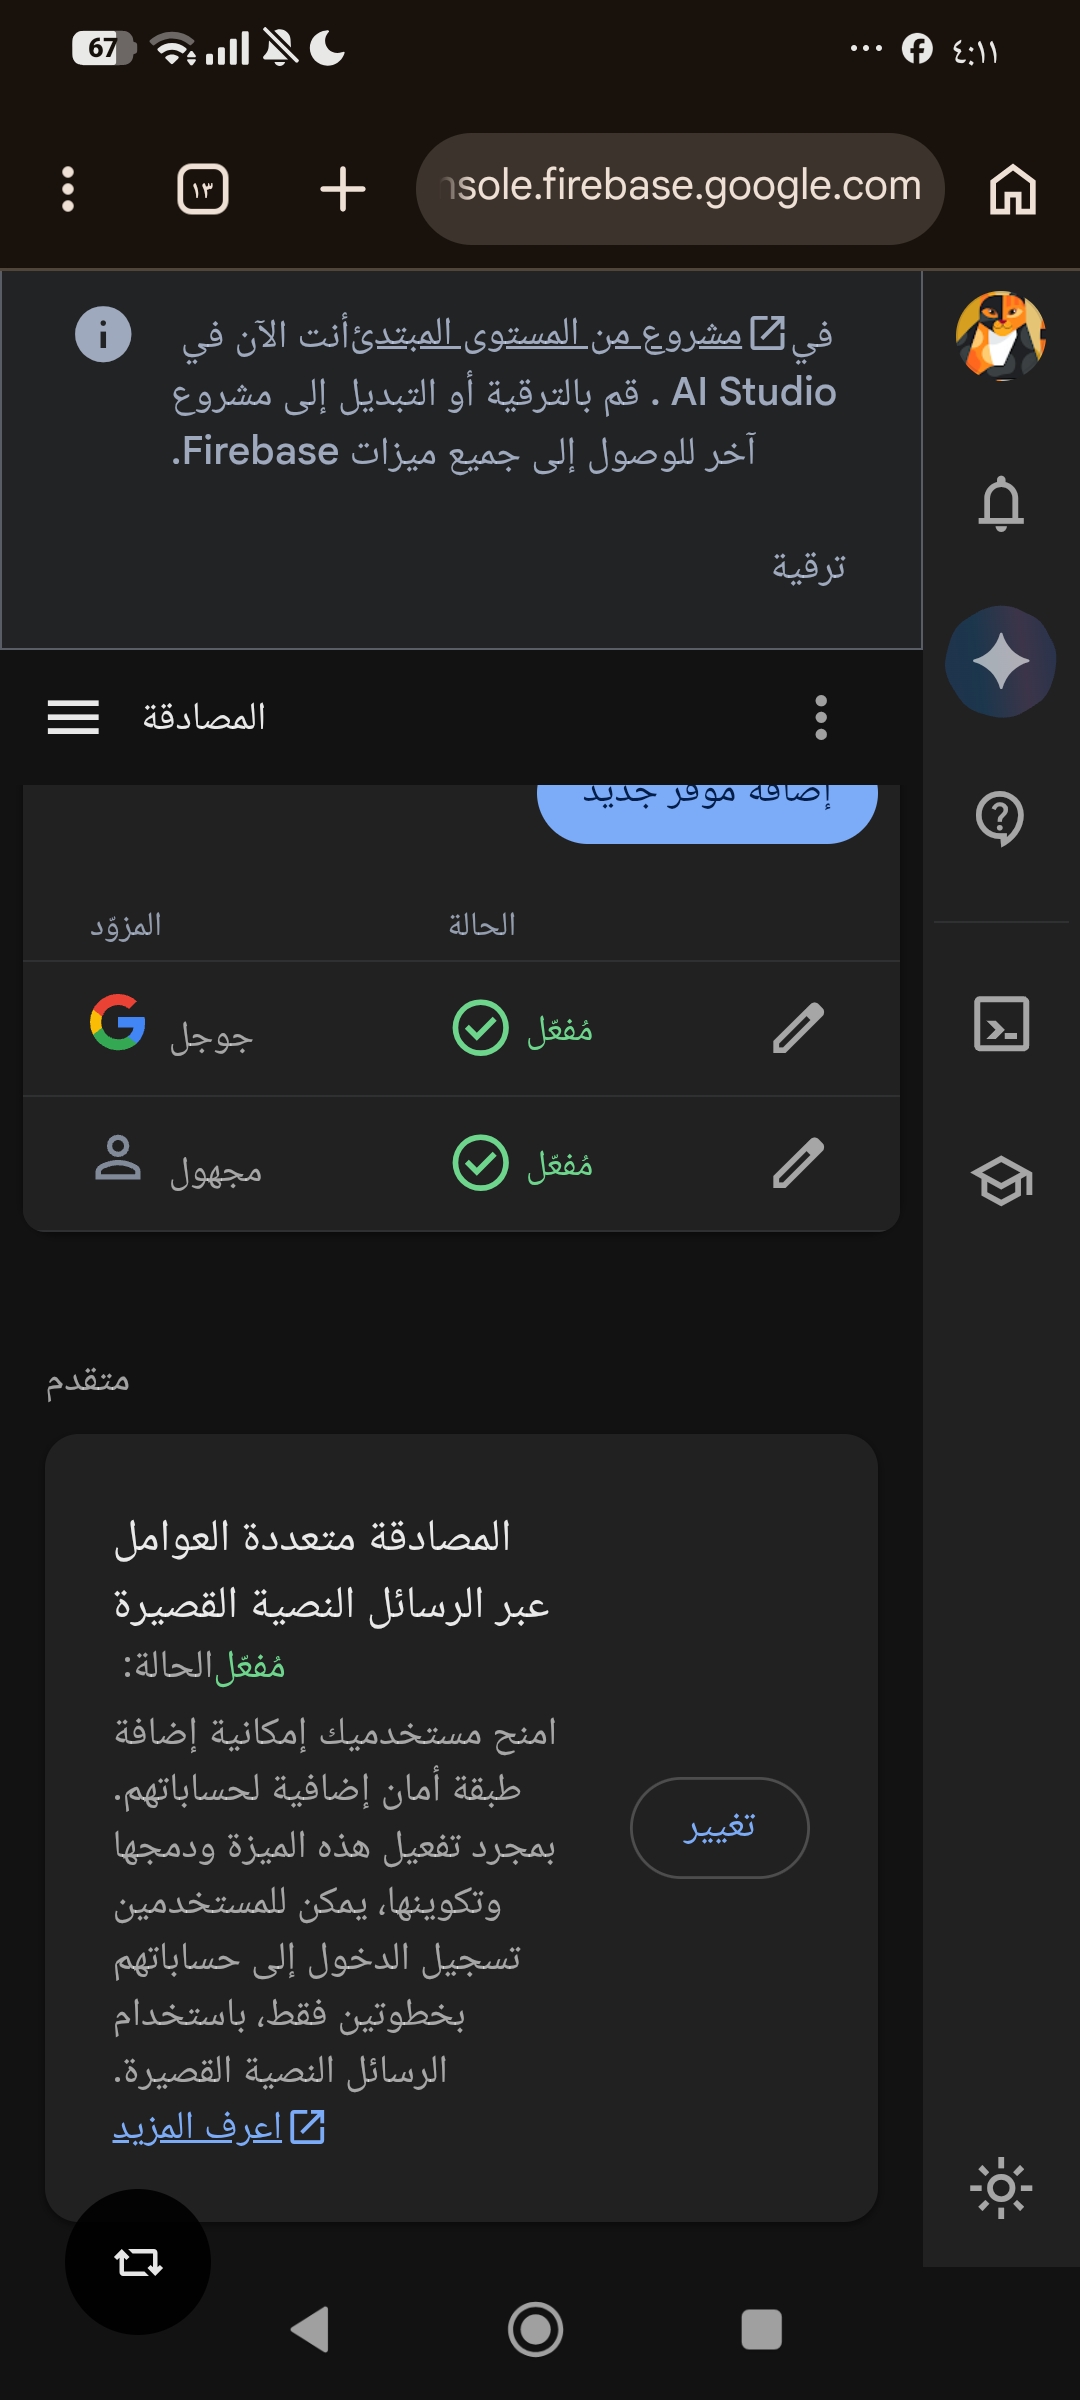 67
٤:١١
١٣
nsole.firebase.google.com
في مشروع من المستوى المبتدئ أنت الآن في
AI Studio . قم بالترقية أو التبديل إلى مشروع
آخر للوصول إلى جميع ميزات Firebase.
ترقية
المصادقة
إضافة موفر جديد
المزوّد
الحالة
جوجل
مُفعّل
مجهول
مُفعّل
متقدم
المصادقة متعددة العوامل
عبر الرسائل النصية القصيرة
الحالة: مُفعّل
امنح مستخدميك إمكانية إضافة
طبقة أمان إضافية لحساباتهم.
بمجرد تفعيل هذه الميزة ودمجها
وتكوينها، يمكن للمستخدمين
تسجيل الدخول إلى حساباتهم
بخطوتين فقط، باستخدام
الرسائل النصية القصيرة.
اعرف المزيد
تغيير